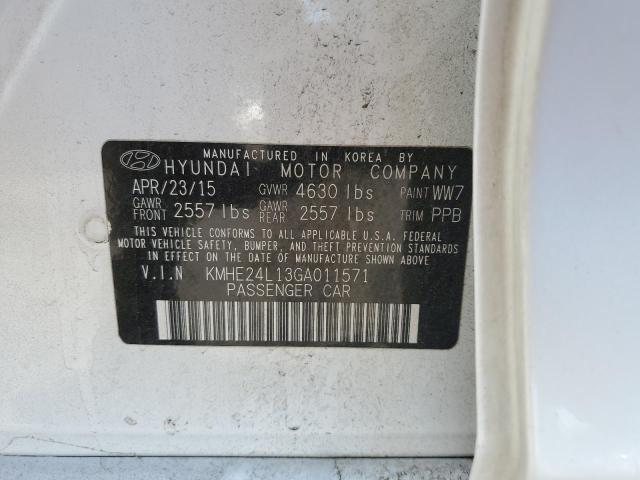 MANUFACTURED IN KOREA BY
HYUNDAI MOTOR COMPANY
APR/23/15 GVWR 4630 lbs PAINT WW7
GAWR FRONT 2557 lbs GAWR REAR 2557 lbs TRIM PPB
THIS VEHICLE CONFORMS TO ALL APPLICABLE U.S.A. FEDERAL
MOTOR VEHICLE SAFETY, BUMPER, AND THEFT PREVENTION STANDARDS
IN EFFECT ON THE DATE OF MANUFACTURE SHOWN ABOVE.
V.I.N KMHE24L13GA011571
PASSENGER CAR